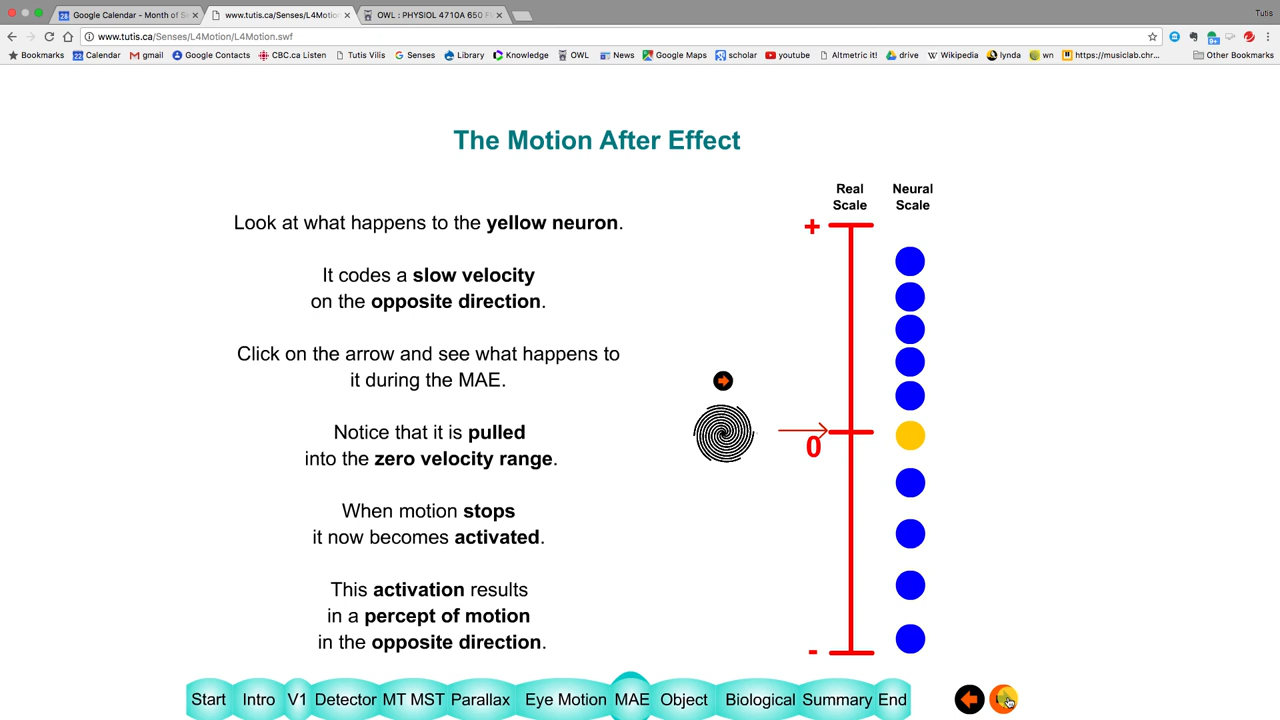 Google Calendar - Month of S
www.tutis.ca/Senses/L4Motio
OWL : PHYSIOL 4710A 650 F
Tutis
www.tutis.ca/Senses/L4Motion/L4Motion.swf
Bookmarks Calendar gmail Google Contacts CBC.ca Listen Tutis Vilis Senses Library Knowledge OWL News Google Maps scholar youtube Altmetric it! drive Wikipedia lynda wn https://musiclab.chr... Other Bookmarks
The Motion After Effect
Real Scale
Neural Scale
Look at what happens to the yellow neuron.
+
It codes a slow velocity
on the opposite direction.
Click on the arrow and see what happens to
it during the MAE.
Notice that it is pulled
0
into the zero velocity range.
When motion stops
it now becomes activated.
This activation results
in a percept of motion
in the opposite direction.
-
Start Intro V1 Detector MT MST Parallax Eye Motion MAE Object Biological Summary End